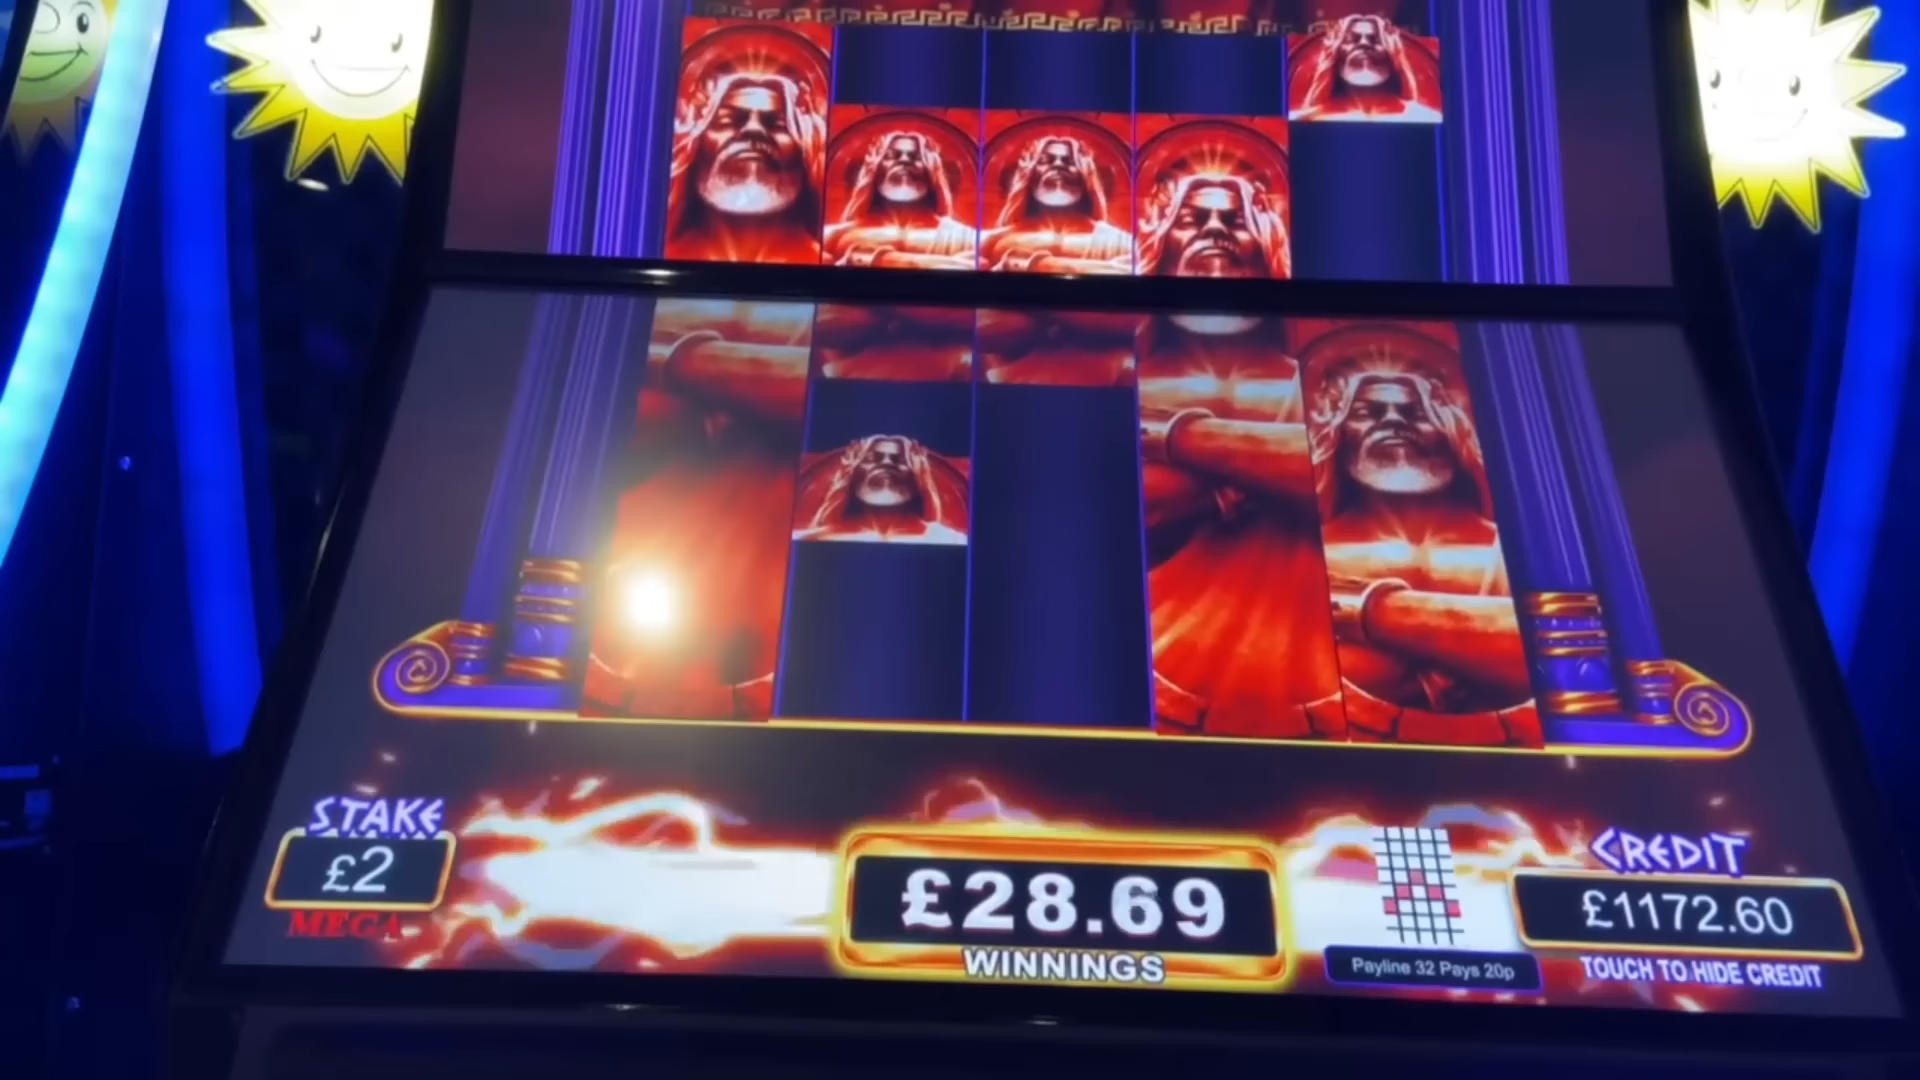 STAKE
£2
MEGA
£28.69
WINNINGS
Payline 32 Pays 20p
CREDIT
£1172.60
TOUCH TO HIDE CREDIT